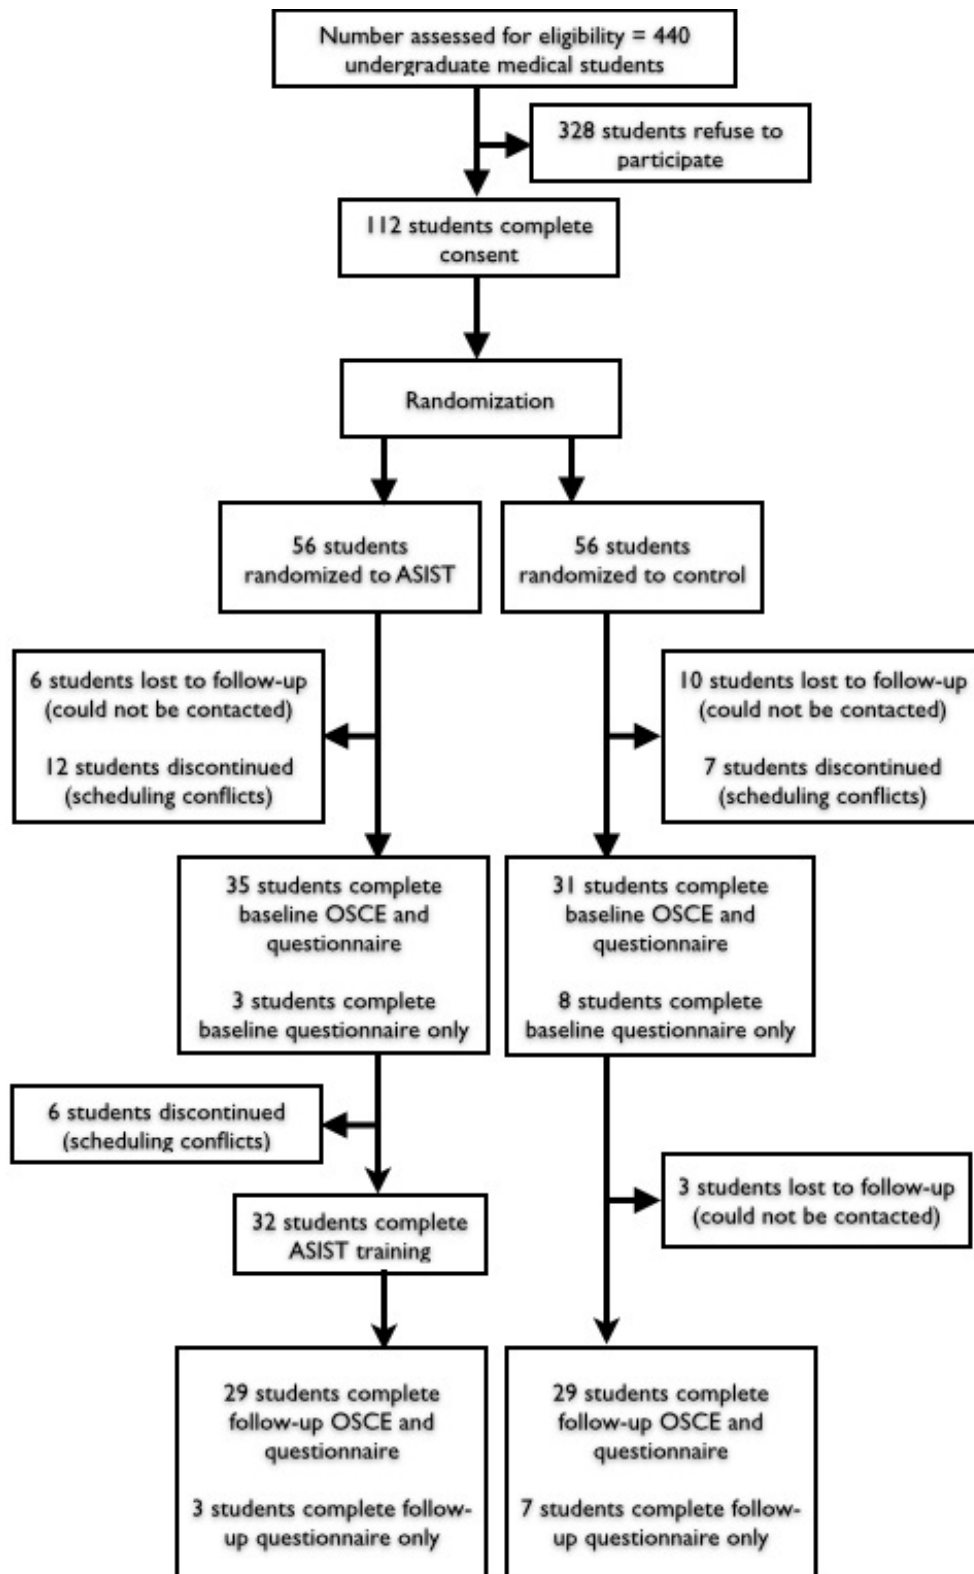 Number assessed for eligibility = 440
undergraduate medical students
328 students refuse to
participate
112 students complete
consent
Randomization
56 students
randomized to ASIST
56 students
randomized to control
6 students lost to follow-up
(could not be contacted)
12 students discontinued
(scheduling conflicts)
10 students lost to follow-up
(could not be contacted)
7 students discontinued
(scheduling conflicts)
35 students complete
baseline OSCE and
questionnaire
3 students complete
baseline questionnaire only
31 students complete
baseline OSCE and
questionnaire
8 students complete
baseline questionnaire only
6 students discontinued
(scheduling conflicts)
3 students lost to follow-up
(could not be contacted)
32 students complete
ASIST training
29 students complete
follow-up OSCE and
questionnaire
3 students complete follow-
up questionnaire only
29 students complete
follow-up OSCE and
questionnaire
7 students complete follow-
up questionnaire only